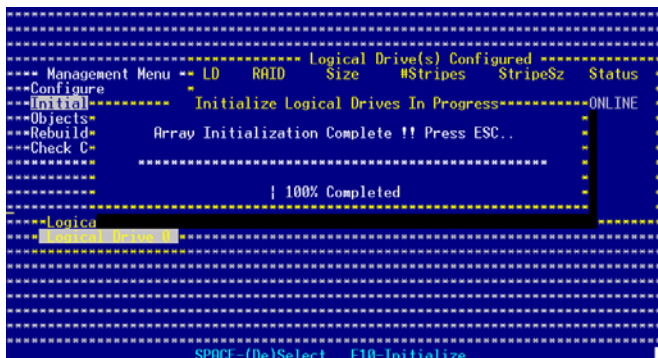 Logical Drive(s) Configured
Management Menu LD RAID Size #Stripes StripeSz Status
Configure
Initial Initialize Logical Drives In Progress ONLINE
Objects
Rebuild Array Initialization Complete !! Press ESC..
Check C
| 100% Completed
Logica
Logical Drive 0
SPACE-(De)Select F10-Initialize